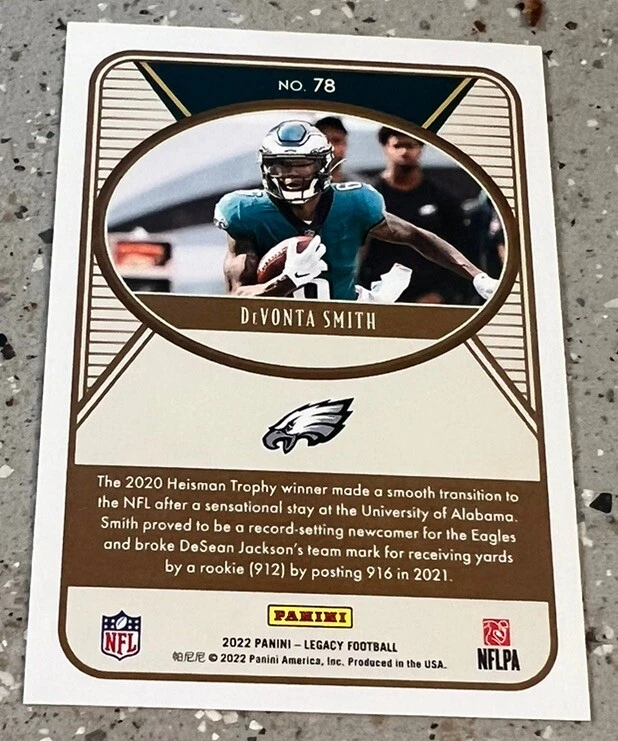 NO. 78
6
DEVONTA SMITH
The 2020 Heisman Trophy winner made a smooth transition to
the NFL after a sensational stay at the University of Alabama.
Smith proved to be a record-setting newcomer for the Eagles
and broke DeSean Jackson's team mark for receiving yards
by a rookie (912) by posting 916 in 2021.
PANINI
NFL
2022 PANINI – LEGACY FOOTBALL
帕尼尼 © 2022 Panini America, Inc. Produced in the USA.
NFLPA